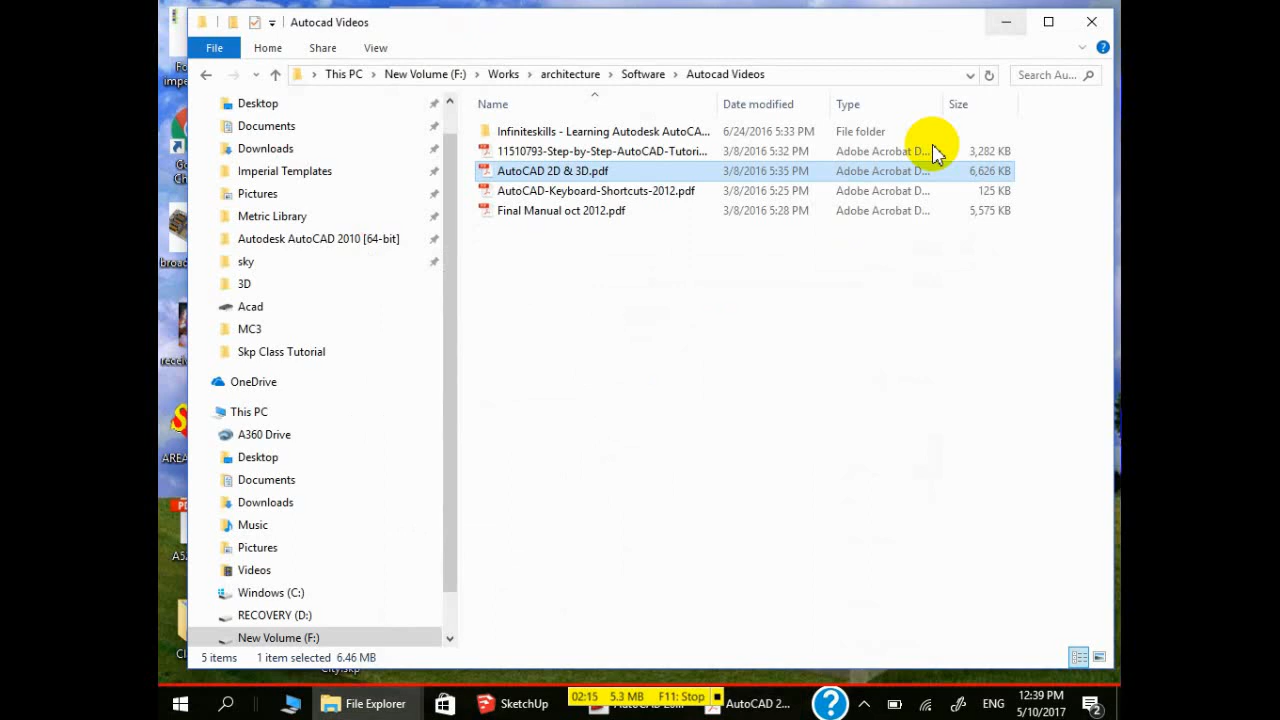 Autocad Videos
File Home Share View
This PC New Volume (F:) Works architecture Software Autocad Videos
Search Au...
Desktop
Documents
Downloads
Imperial Templates
Pictures
Metric Library
Autodesk AutoCAD 2010 [64-bit]
sky
3D
Acad
MC3
Skp Class Tutorial
OneDrive
This PC
A360 Drive
Desktop
Documents
Downloads
Music
Pictures
Videos
Windows (C:)
RECOVERY (D:)
New Volume (F:)
Name Date modified Type Size
Infiniteskills - Learning Autodesk AutoCA... 6/24/2016 5:33 PM File folder
11510793-Step-by-Step-AutoCAD-Tutori... 3/8/2016 5:32 PM Adobe Acrobat D... 3,282 KB
AutoCAD 2D & 3D.pdf 3/8/2016 5:35 PM Adobe Acrobat D... 6,626 KB
AutoCAD-Keyboard-Shortcuts-2012.pdf 3/8/2016 5:25 PM Adobe Acrobat D... 125 KB
Final Manual oct 2012.pdf 3/8/2016 5:28 PM Adobe Acrobat D... 5,575 KB
5 items 1 item selected 6.46 MB
File Explorer
SketchUp
02:15 5.3 MB F11: Stop
AutoCAD 2...
ENG
12:39 PM
5/10/2017
2